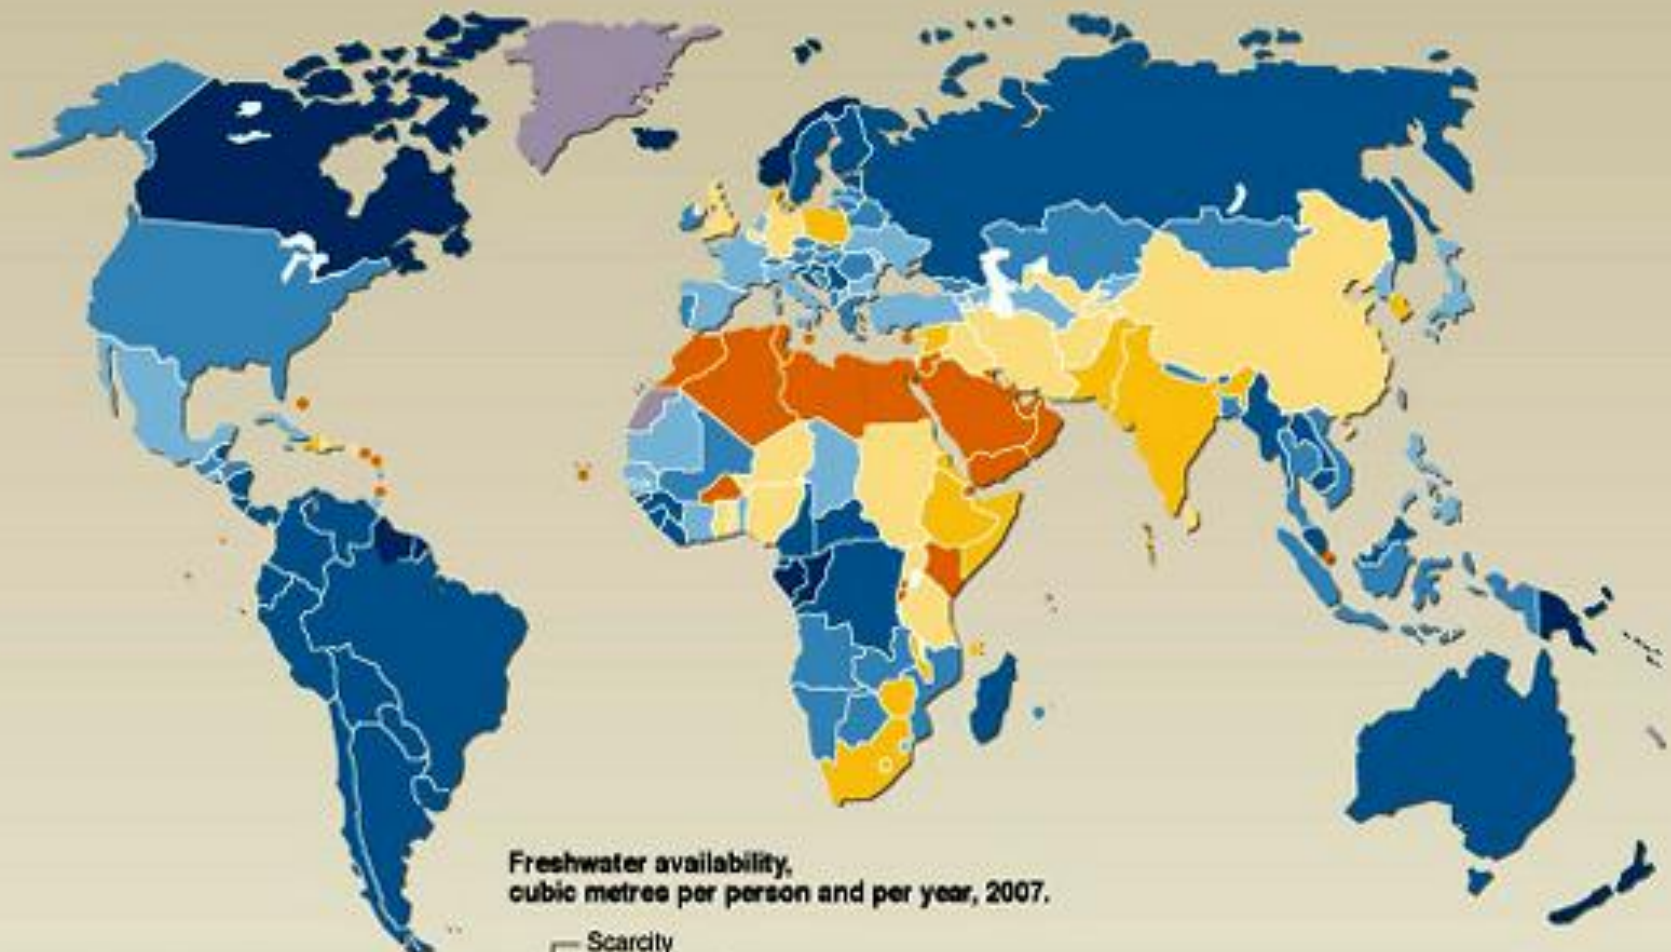 Freshwater availability,
cubic metres per person and per year, 2007.
Scarcity